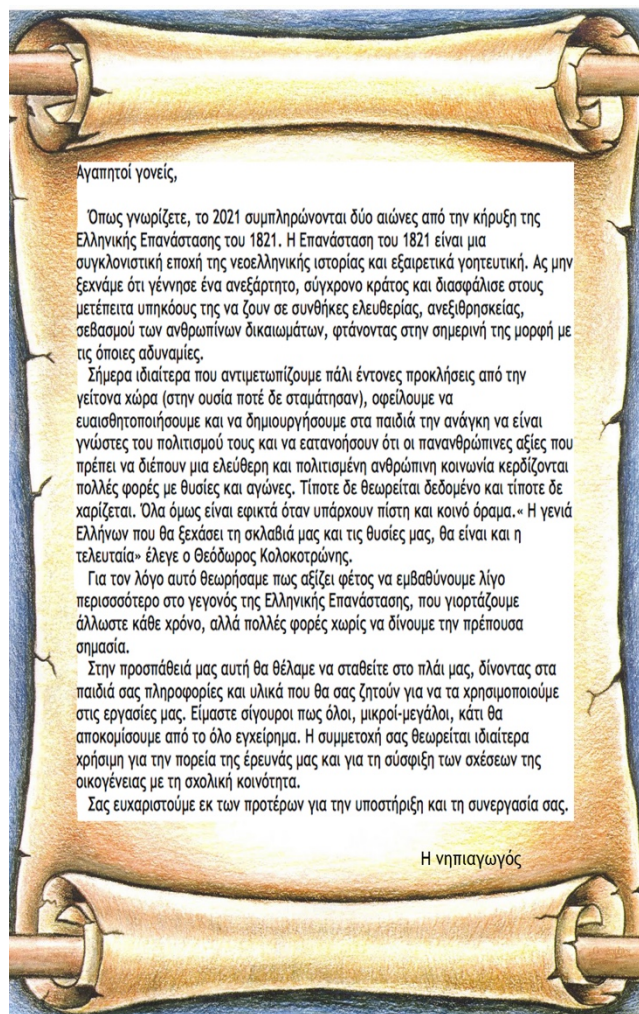 Αγαπητοί γονείς,
Όπως γνωρίζετε, το 2021 συμπληρώνονται δύο αιώνες από την κήρυξη της
Ελληνικής Επανάστασης του 1821. Η Επανάσταση του 1821 είναι μια
συγκλονιστική εποχή της νεοελληνικής ιστορίας και εξαιρετικά γοητευτική. Ας μην
ξεχνάμε ότι γέννησε ένα ανεξάρτητο, σύγχρονο κράτος και διασφάλισε στους
μετέπειτα υπηκόους της να ζουν σε συνθήκες ελευθερίας, ανεξιθρησκείας,
σεβασμού των ανθρωπίνων δικαιωμάτων, φτάνοντας στην σημερινή της μορφή με
τις όποιες αδυναμίες.
Σήμερα ιδιαίτερα που αντιμετωπίζουμε πάλι έντονες προκλήσεις από την
γείτονα χώρα (στην ουσία ποτέ δε σταμάτησαν), οφείλουμε να
ευαισθητοποιήσουμε και να δημιουργήσουμε στα παιδιά την ανάγκη να είναι
γνώστες του πολιτισμού τους και να εατανοήσουν ότι οι πανανθρώπινες αξίες που
πρέπει να διέπουν μια ελεύθερη και πολιτισμένη ανθρώπινη κοινωνία κερδίζονται
πολλές φορές με θυσίες και αγώνες. Τίποτε δε θεωρείται δεδομένο και τίποτε δε
χαρίζεται. Όλα όμως είναι εφικτά όταν υπάρχουν πίστη και κοινό όραμα.« Η γενιά
Ελλήνων που θα ξεχάσει τη σκλαβιά μας και τις θυσίες μας, θα είναι και η
τελευταία» έλεγε ο Θεόδωρος Κολοκοτρώνης.
Για τον λόγο αυτό θεωρήσαμε πως αξίζει φέτος να εμβαθύνουμε λίγο
περισσσότερο στο γεγονός της Ελληνικής Επανάστασης, που γιορτάζουμε
άλλωστε κάθε χρόνο, αλλά πολλές φορές χωρίς να δίνουμε την πρέπουσα
σημασία.
Στην προσπάθειά μας αυτή θα θέλαμε να σταθείτε στο πλάι μας, δίνοντας στα
παιδιά σας πληροφορίες και υλικά που θα σας ζητούν για να τα χρησιμοποιούμε
στις εργασίες μας. Είμαστε σίγουροι πως όλοι, μικροί-μεγάλοι, κάτι θα
αποκομίσουμε από το όλο εγχείρημα. Η συμμετοχή σας θεωρείται ιδιαίτερα
χρήσιμη για την πορεία της έρευνάς μας και για τη σύσφιξη των σχέσεων της
οικογένειας με τη σχολική κοινότητα.
Σας ευχαριστούμε εκ των προτέρων για την υποστήριξη και τη συνεργασία σας.
Η νηπιαγωγός